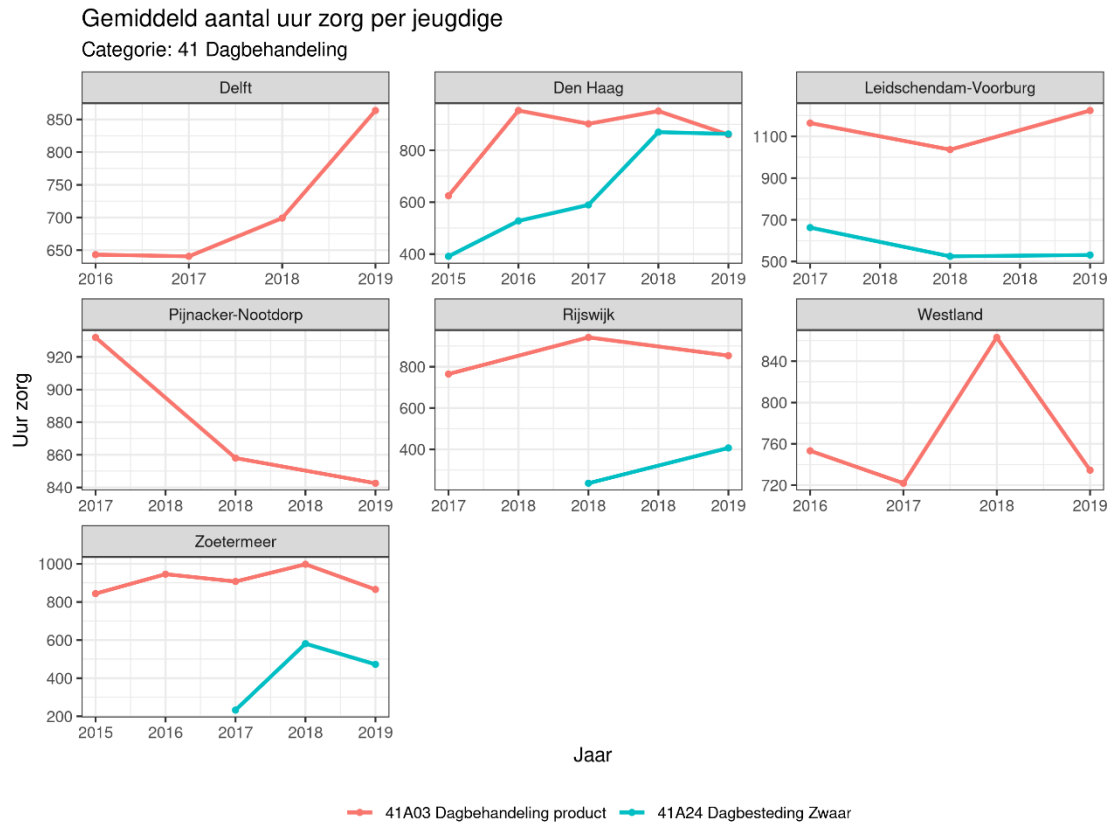 Gemiddeld aantal uur zorg per jeugdige
Categorie: 41 Dagbehandeling
Delft
850
800
750
700
650
2016 2017 2018 2019
Den Haag
800
600
400
2015 2016 2017 2018 2019
Leidschendam-Voorburg
1100
900
700
500
2017 2018 2018 2018 2019
Pijnacker-Nootdorp
920
900
880
860
840
2017 2018 2018 2018 2019
Rijswijk
800
600
400
2017 2018 2018 2018 2019
Westland
840
800
760
720
2016 2017 2018 2019
Zoetermeer
1000
800
600
400
200
2015 2016 2017 2018 2019
Uur zorg
Jaar
41A03 Dagbehandeling product 41A24 Dagbesteding Zwaar